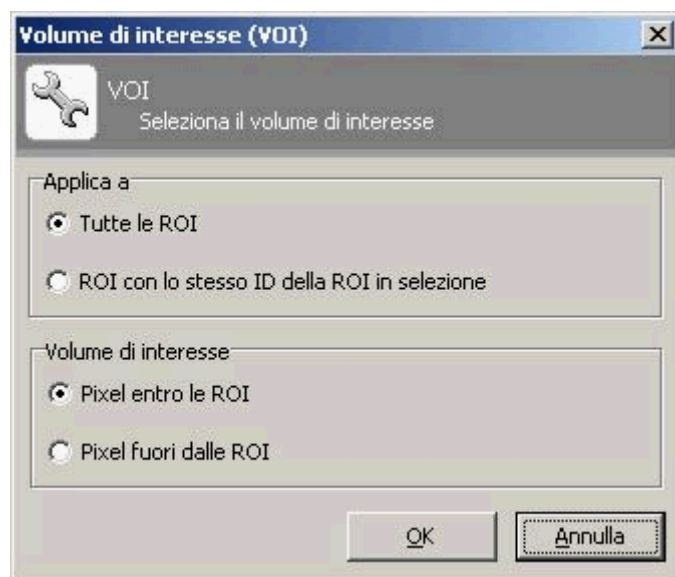 Volume di interesse (VOI)
VOI
Seleziona il volume di interesse
Applica a
Tutte le ROI
ROI con lo stesso ID della ROI in selezione
Volume di interesse
Pixel entro le ROI
Pixel fuori dalle ROI
OK Annulla